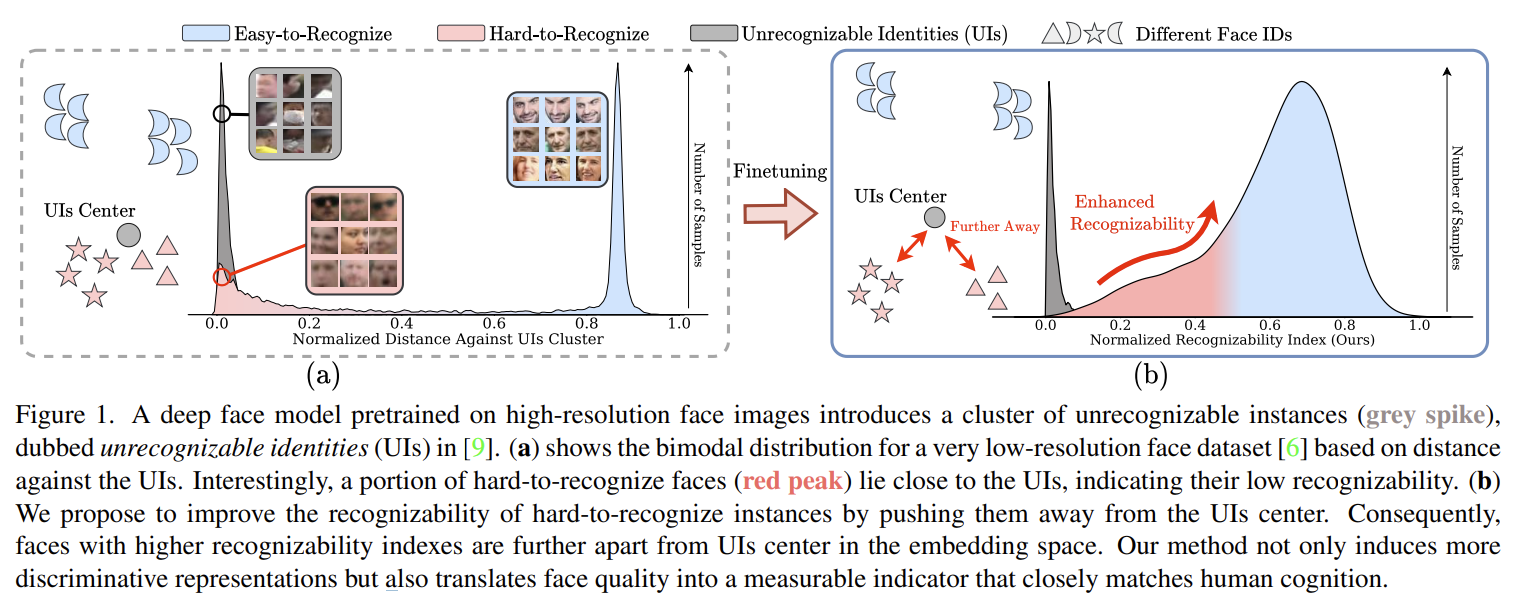 Easy-to-Recognize Hard-to-Recognize Unrecognizable Identities (UIs) Different Face IDs
UIs Center
Number of Samples
0.0 0.2 0.4 0.6 0.8 1.0
Normalized Distance Against UIs Cluster
(a)
Finetuning
UIs Center
Further Away
Enhanced
Recognizability
Number of Samples
0.0 0.2 0.4 0.6 0.8 1.0
Normalized Recognizability Index (Ours)
(b)
Figure 1. A deep face model pretrained on high-resolution face images introduces a cluster of unrecognizable instances (grey spike),
dubbed unrecognizable identities (UIs) in [9]. (a) shows the bimodal distribution for a very low-resolution face dataset [6] based on distance
against the UIs. Interestingly, a portion of hard-to-recognize faces (red peak) lie close to the UIs, indicating their low recognizability. (b)
We propose to improve the recognizability of hard-to-recognize instances by pushing them away from the UIs center. Consequently,
faces with higher recognizability indexes are further apart from UIs center in the embedding space. Our method not only induces more
discriminative representations but also translates face quality into a measurable indicator that closely matches human cognition.